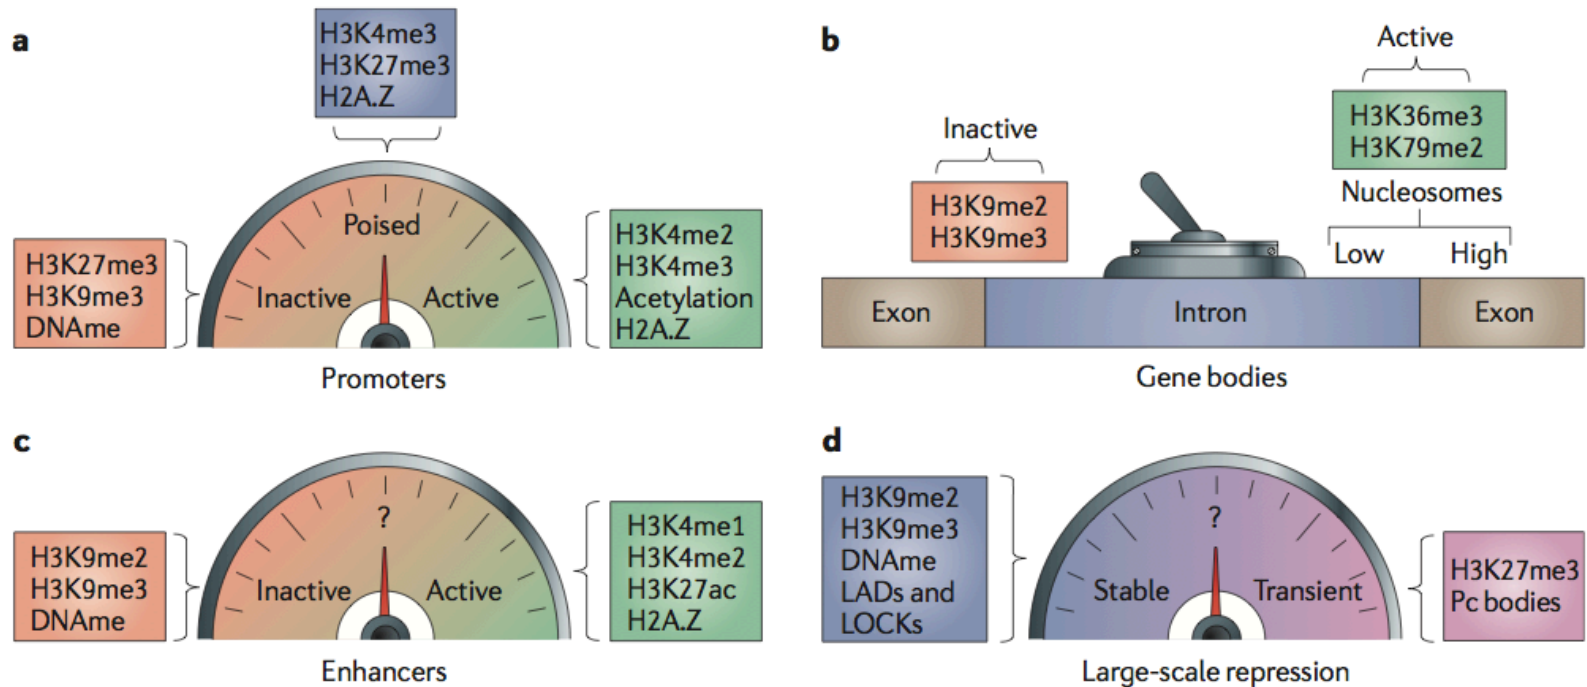 a
H3K4me3
H3K27me3
H2A.Z
Poised
Inactive
Active
H3K27me3
H3K9me3
DNAme
H3K4me2
H3K4me3
Acetylation
H2A.Z
Promoters
b
Inactive
H3K9me2
H3K9me3
Active
H3K36me3
H3K79me2
Nucleosomes
Low
High
Exon
Intron
Exon
Gene bodies
c
?
Inactive
Active
H3K9me2
H3K9me3
DNAme
H3K4me1
H3K4me2
H3K27ac
H2A.Z
Enhancers
d
H3K9me2
H3K9me3
DNAme
LADs and
LOCKs
?
Stable
Transient
H3K27me3
Pc bodies
Large-scale repression